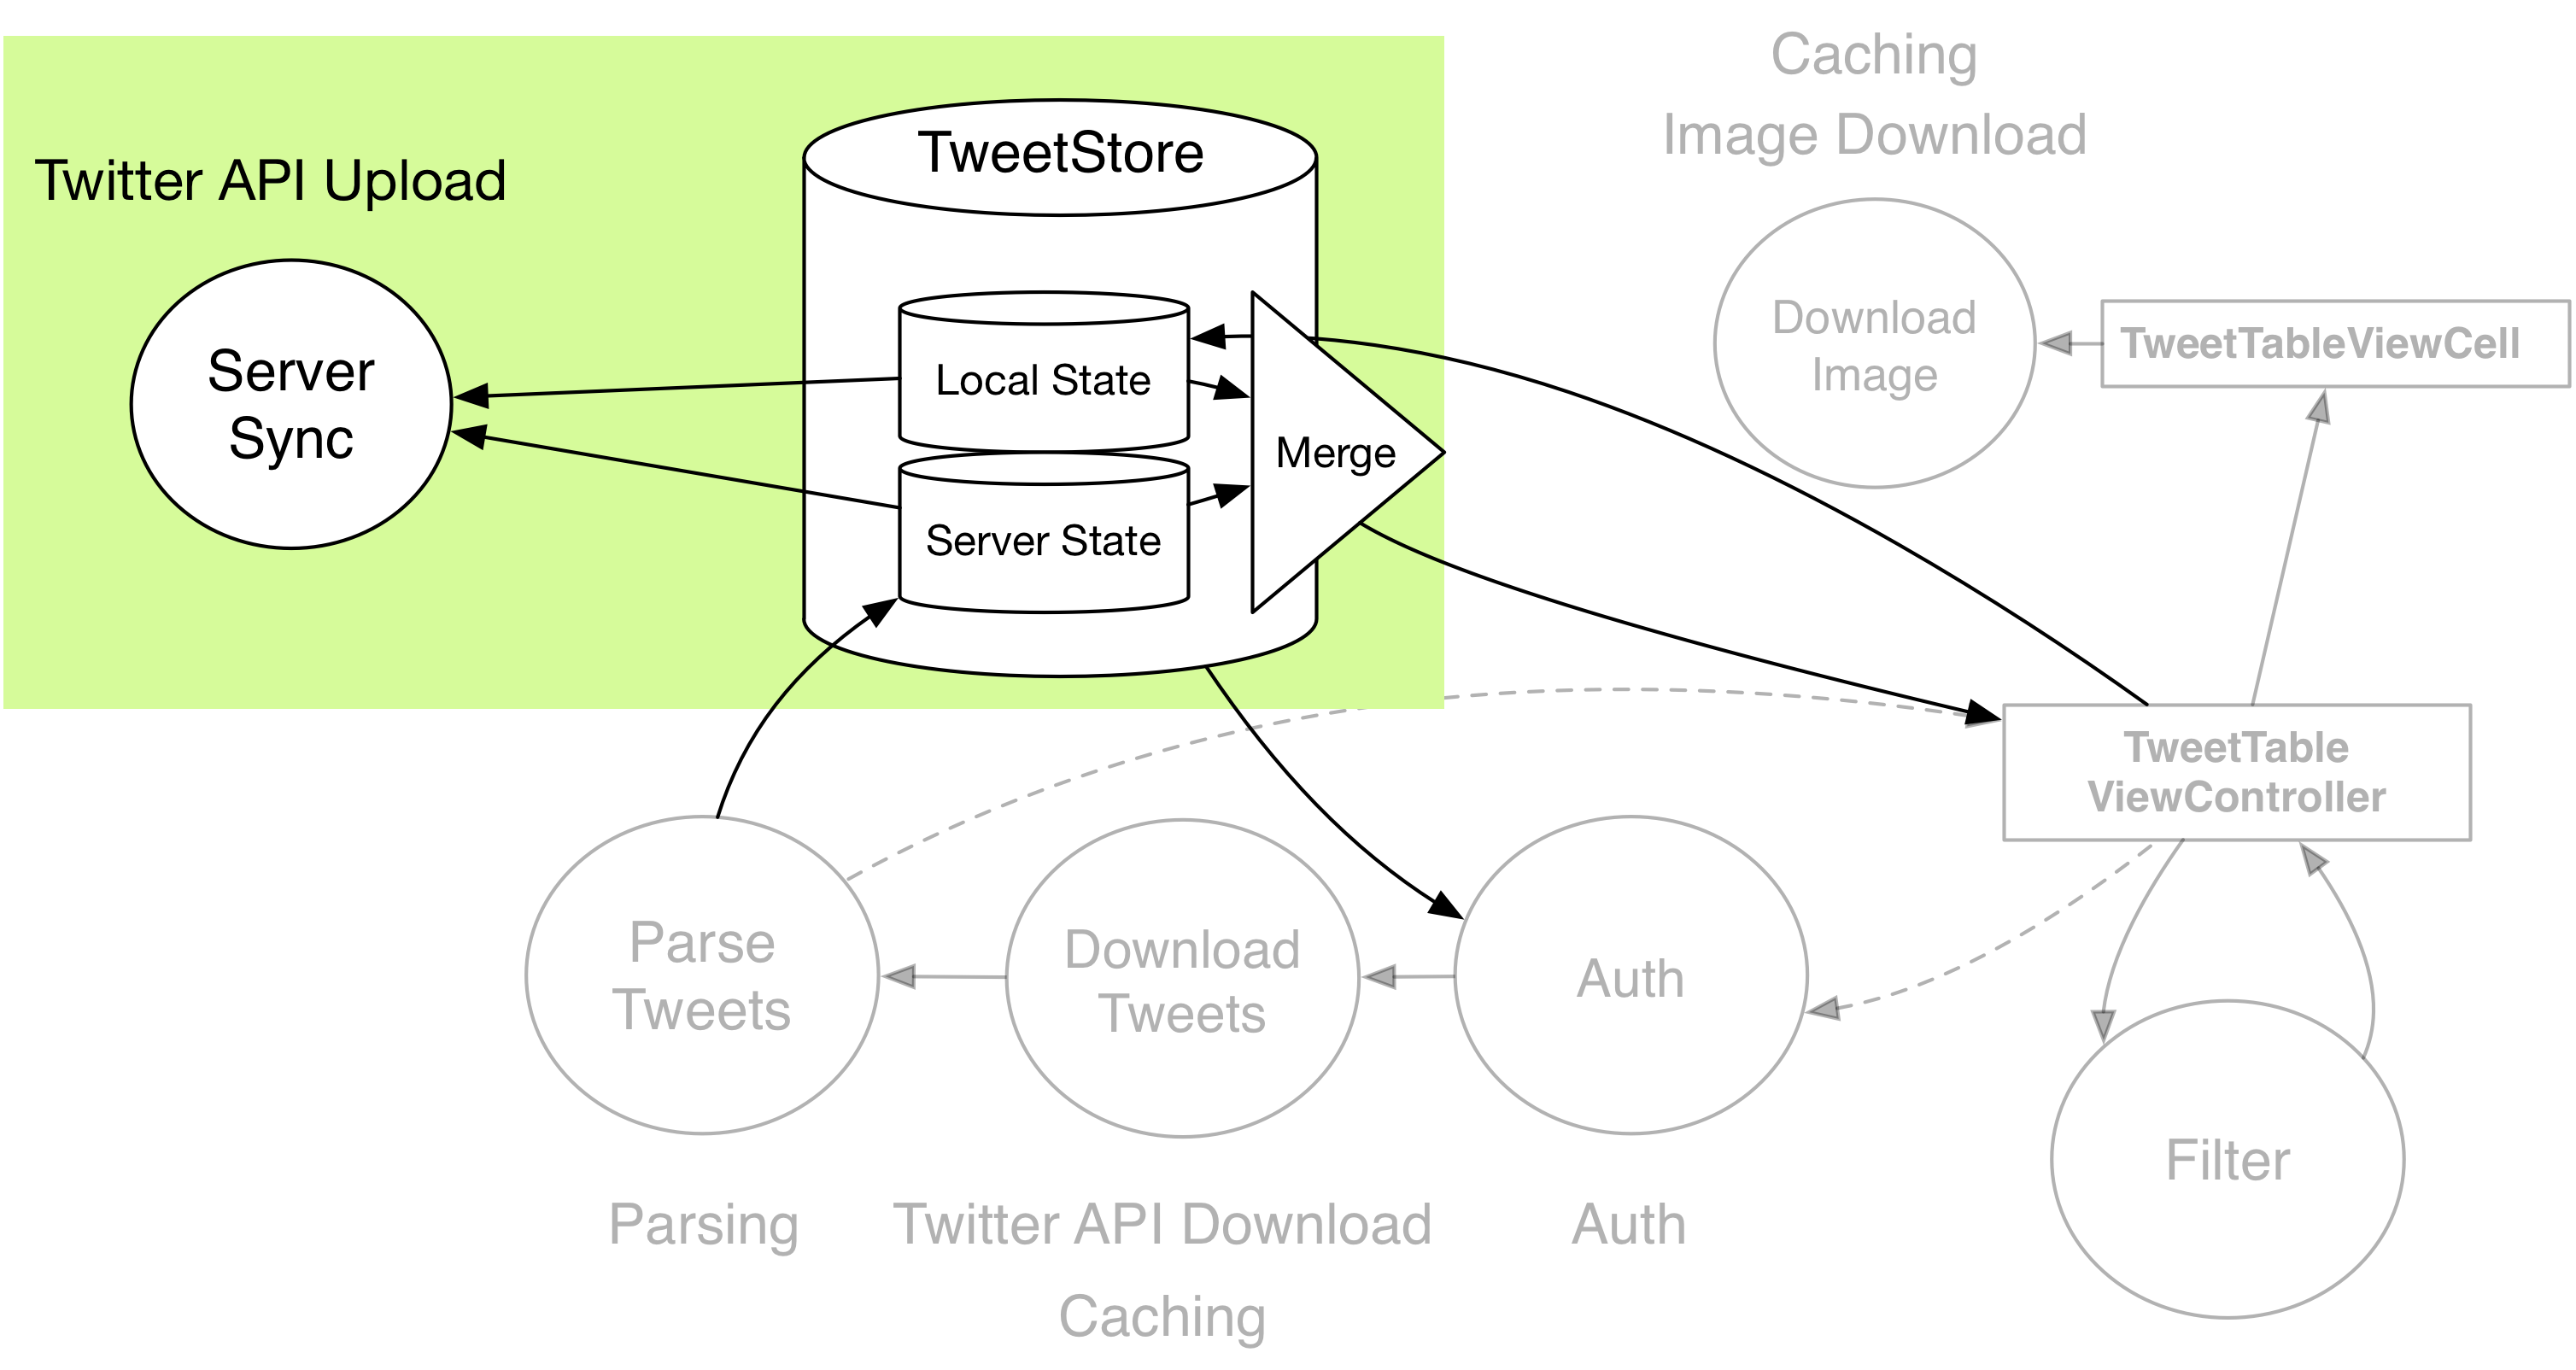 Caching
Image Download
Twitter API Upload
TweetStore
Server
Sync
Local State
Server State
Merge
Download
Image
TweetTableViewCell
TweetTable
ViewController
Parse
Tweets
Download
Tweets
Auth
Filter
Parsing
Twitter API Download
Auth
Caching